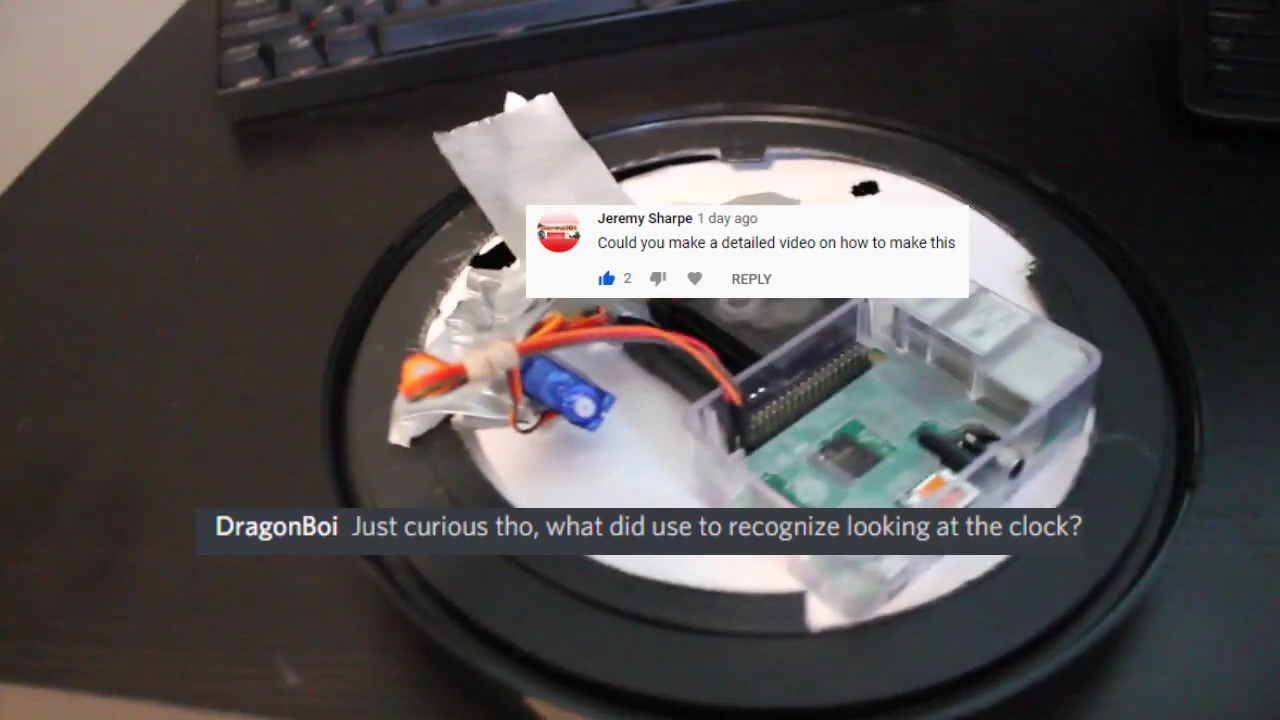 Jeremy Sharpe 1 day ago
Could you make a detailed video on how to make this
2 REPLY
DragonBoi Just curious tho, what did use to recognize looking at the clock?